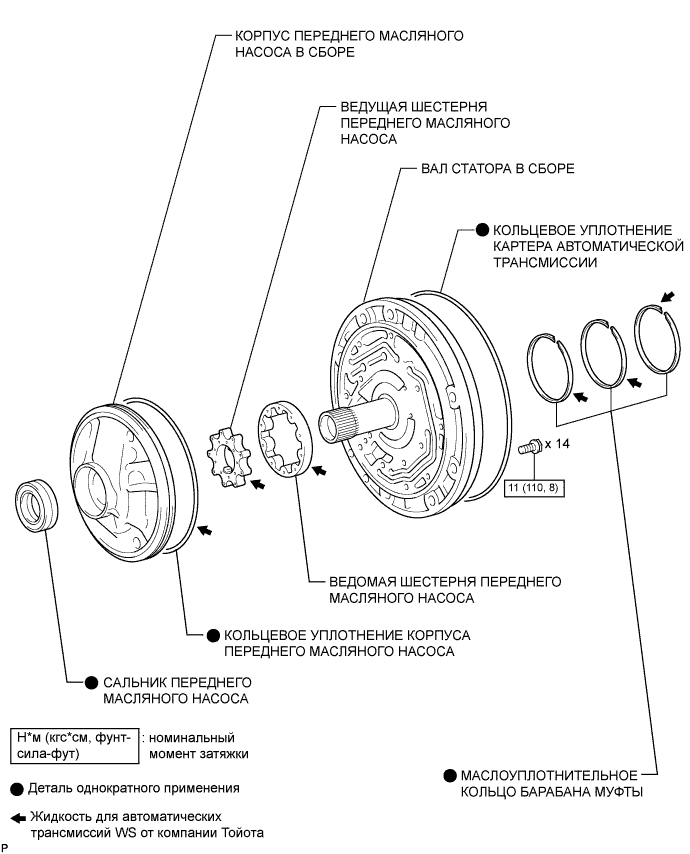 КОРПУС ПЕРЕДНЕГО МАСЛЯНОГО
НАСОСА В СБОРЕ
ВЕДУЩАЯ ШЕСТЕРНЯ
ПЕРЕДНЕГО МАСЛЯНОГО
НАСОСА
ВАЛ СТАТОРА В СБОРЕ
КОЛЬЦЕВОЕ УПЛОТНЕНИЕ
КАРТЕРА АВТОМАТИЧЕСКОЙ
ТРАНСМИССИИ
x 14
11 (110, 8)
ВЕДОМАЯ ШЕСТЕРНЯ ПЕРЕДНЕГО
МАСЛЯНОГО НАСОСА
КОЛЬЦЕВОЕ УПЛОТНЕНИЕ КОРПУСА
ПЕРЕДНЕГО МАСЛЯНОГО НАСОСА
САЛЬНИК ПЕРЕДНЕГО
МАСЛЯНОГО НАСОСА
МАСЛОУПЛОТНИТЕЛЬНОЕ
КОЛЬЦО БАРАБАНА МУФТЫ
Н*м (кгс*см, фунт-
сила-фут)
: номинальный
момент затяжки
Деталь однократного применения
Жидкость для автоматических
трансмиссий WS от компании Тойота
P